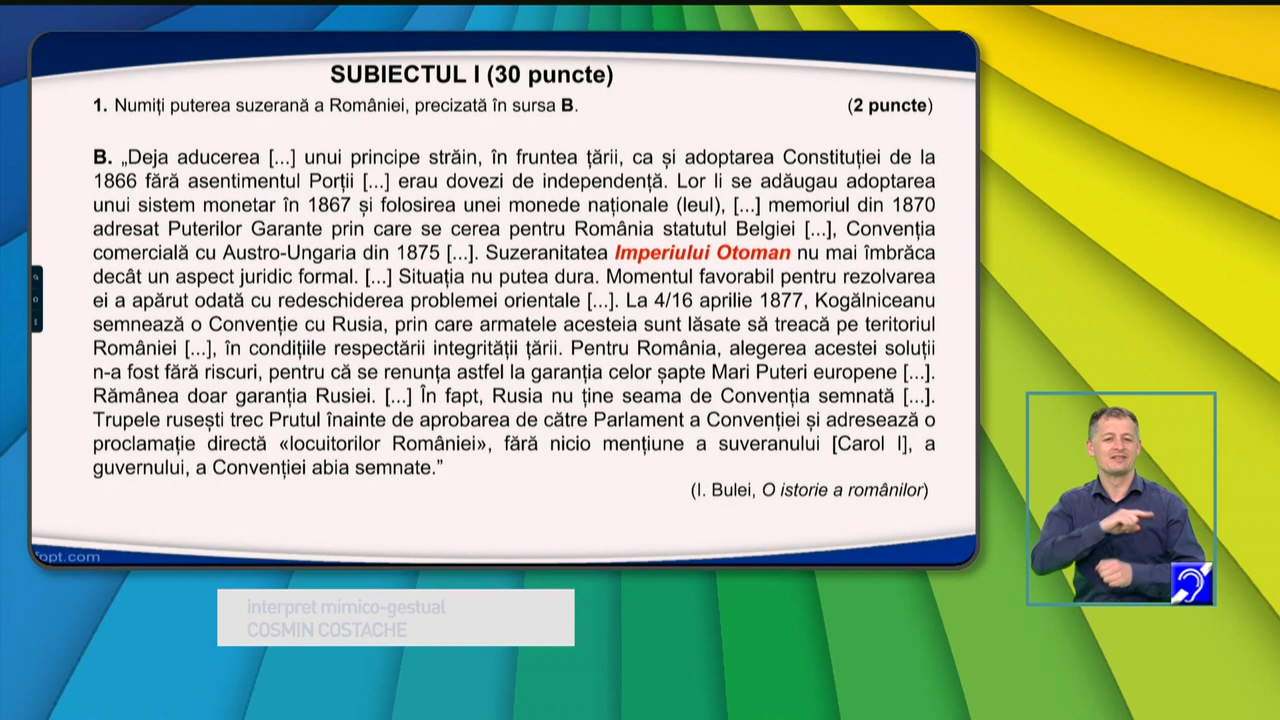 SUBIECTUL I (30 puncte)
1. Numiți puterea suzerană a României, precizată în sursa B. (2 puncte)
B. „Deja aducerea [...] unui principe străin, în fruntea țării, ca și adoptarea Constituției de la
1866 fără asentimentul Porții [...] erau dovezi de independență. Lor li se adăugau adoptarea
unui sistem monetar în 1867 și folosirea unei monede naționale (leul), [...] memoriul din 1870
adresat Puterilor Garante prin care se cerea pentru România statutul Belgiei [...], Convenția
comercială cu Austro-Ungaria din 1875 [...]. Suzeranitatea Imperiului Otoman nu mai îmbrăca
decât un aspect juridic formal. [...] Situația nu putea dura. Momentul favorabil pentru rezolvarea
ei a apărut odată cu redeschiderea problemei orientale [...]. La 4/16 aprilie 1877, Kogălniceanu
semnează o Convenție cu Rusia, prin care armatele acesteia sunt lăsate să treacă pe teritoriul
României [...], în condițiile respectării integrității țării. Pentru România, alegerea acestei soluții
n-a fost fără riscuri, pentru că se renunța astfel la garanția celor șapte Mari Puteri europene [...].
Rămânea doar garanția Rusiei. [...] În fapt, Rusia nu ține seama de Convenția semnată [...].
Trupele rusești trec Prutul înainte de aprobarea de către Parlament a Convenției și adresează o
proclamație directă «locuitorilor României», fără nicio mențiune a suveranului [Carol I], a
guvernului, a Convenției abia semnate.”
(I. Bulei, O istorie a românilor)
fppt.com
interpret mimico-gestual
COSMIN COSTACHE